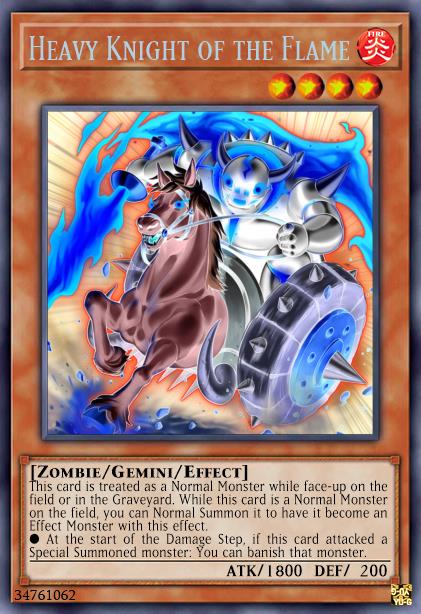 HEAVY KNIGHT OF THE FLAME
FIRE
炎
[ZOMBIE/GEMINI/EFFECT]
This card is treated as a Normal Monster while face-up on the
field or in the Graveyard. While this card is a Normal Monster
on the field, you can Normal Summon it to have it become an
Effect Monster with this effect.
● At the start of the Damage Step, if this card attacked a
Special Summoned monster: You can banish that monster.
ATK/1800 DEF/ 200
34761062